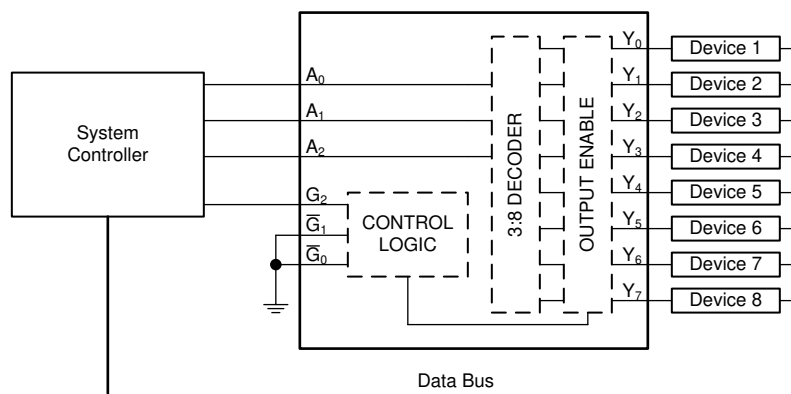 System
Controller
A₀
A₁
A₂
G₂
G̅₁
G̅₀
CONTROL
LOGIC
3:8 DECODER
OUTPUT ENABLE
Y₀
Y₁
Y₂
Y₃
Y₄
Y₅
Y₆
Y₇
Device 1
Device 2
Device 3
Device 4
Device 5
Device 6
Device 7
Device 8
Data Bus